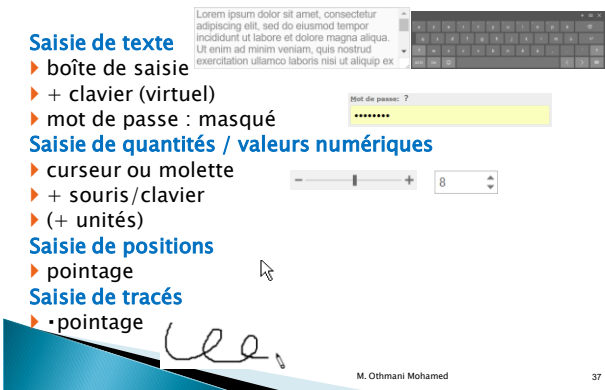 Lorem ipsum dolor sit amet, consectetur
adipiscing elit, sed do eiusmod tempor
incididunt ut labore et dolore magna aliqua.
Ut enim ad minim veniam, quis nostrud
exercitation ullamco laboris nisi ut aliquip ex
Saisie de texte
boîte de saisie
+ clavier (virtuel)
mot de passe : masqué
Mot de passe: ?
••••••••
Saisie de quantités / valeurs numériques
curseur ou molette
+ souris/clavier
8
(+ unités)
Saisie de positions
pointage
Saisie de tracés
▪pointage
M. Othmani Mohamed
37